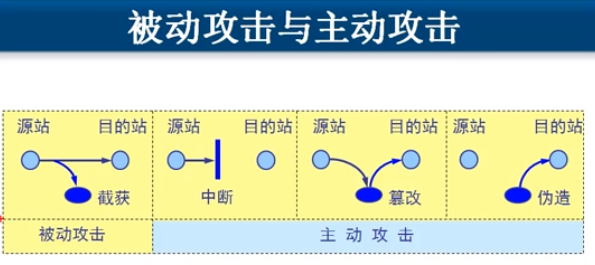 被动攻击与主动攻击
源站 目的站 源站 目的站 源站 目的站 源站 目的站
截获 中断 篡改 伪造
被动攻击 主动攻击